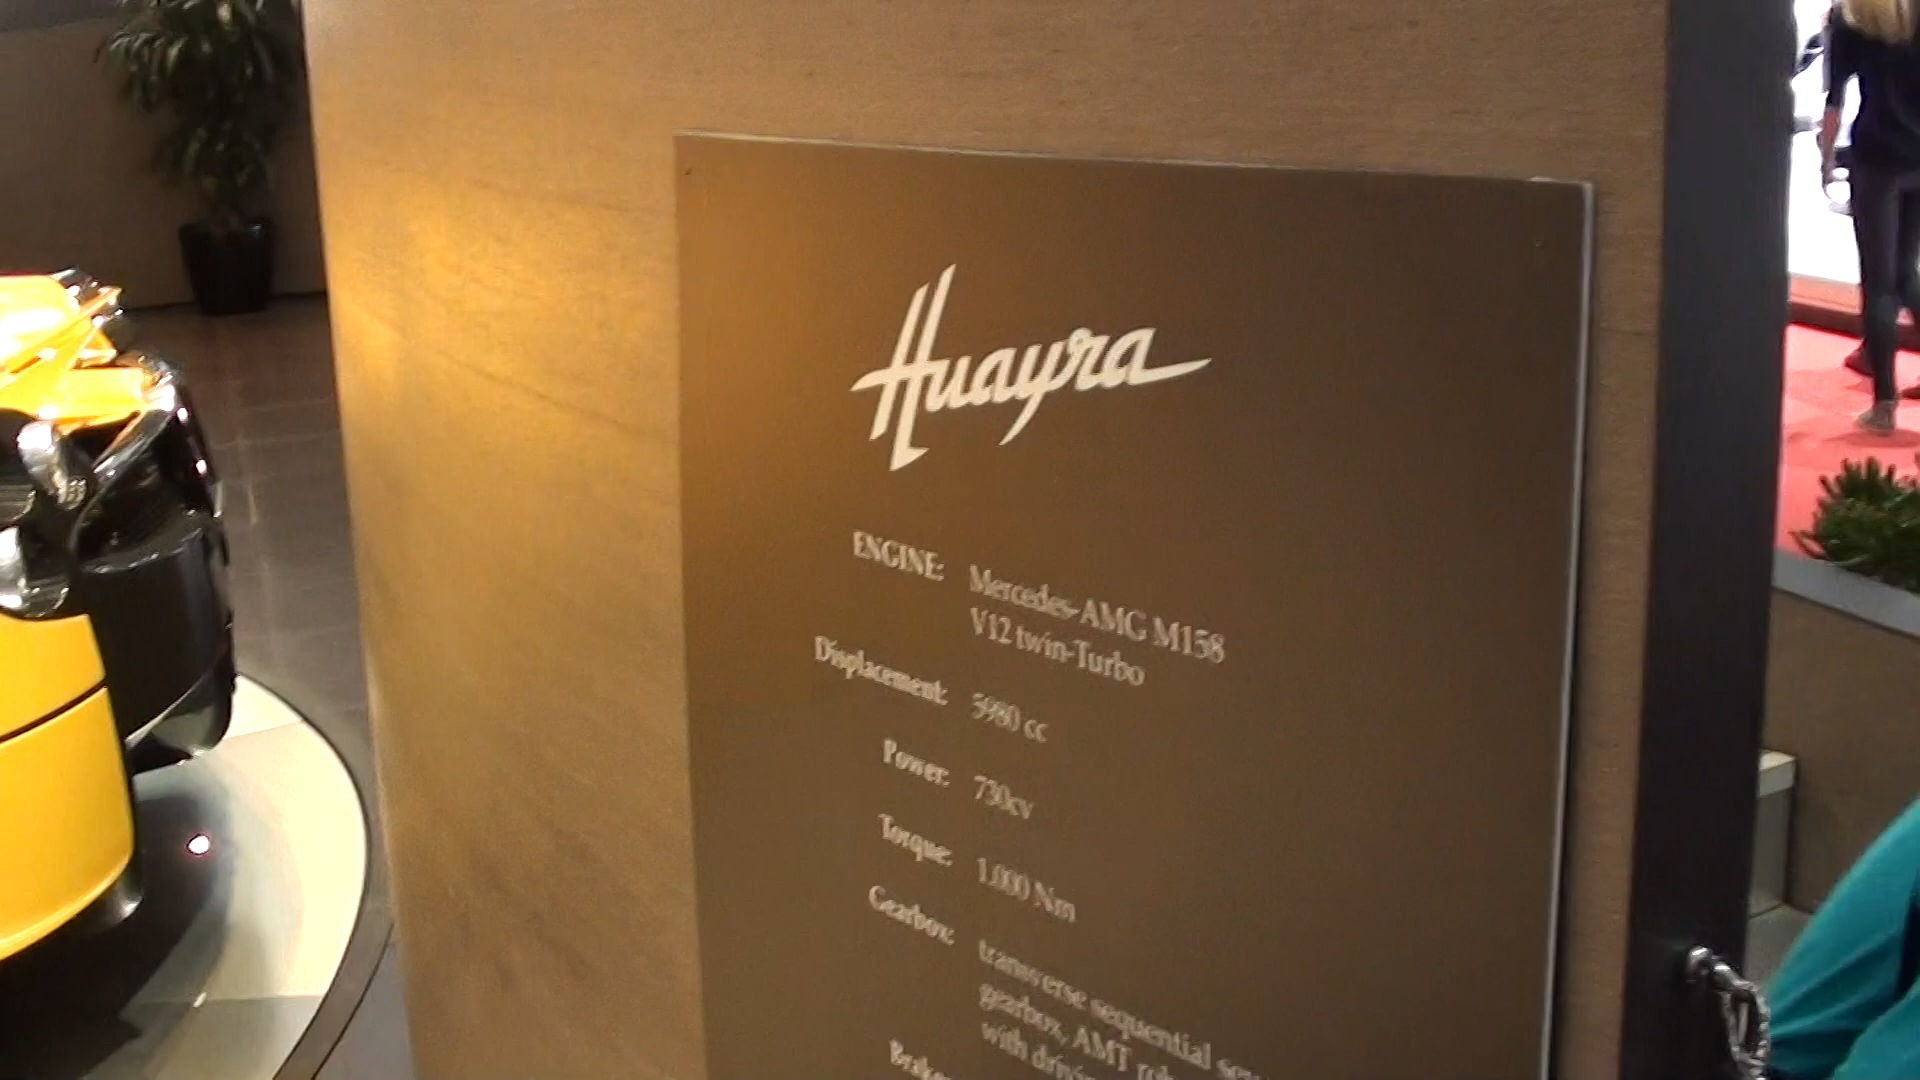 Huayra
ENGINE: Mercedes-AMG M158
V12 twin-Turbo
Displacement: 5980 cc
Power: 730cv
Torque: 1.000 Nm
Gearbox: transverse sequential
gearbox, AMT
with